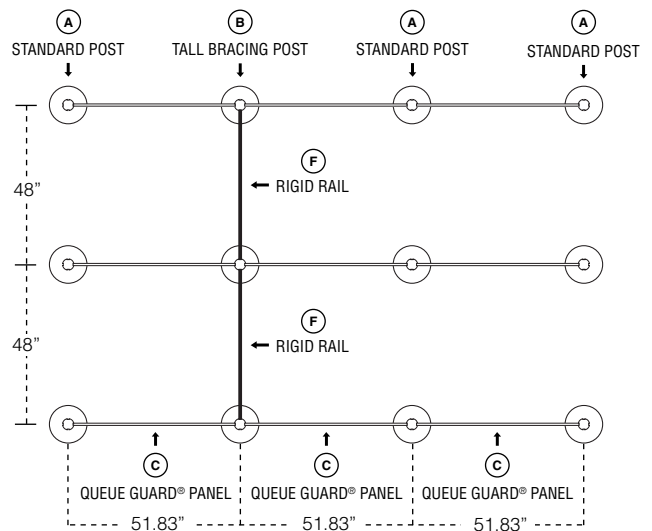 A B A A
STANDARD POST TALL BRACING POST STANDARD POST STANDARD POST
F
48”
RIGID RAIL
F
48”
RIGID RAIL
C C C
QUEUE GUARD® PANEL QUEUE GUARD® PANEL QUEUE GUARD® PANEL
51.83” 51.83” 51.83”